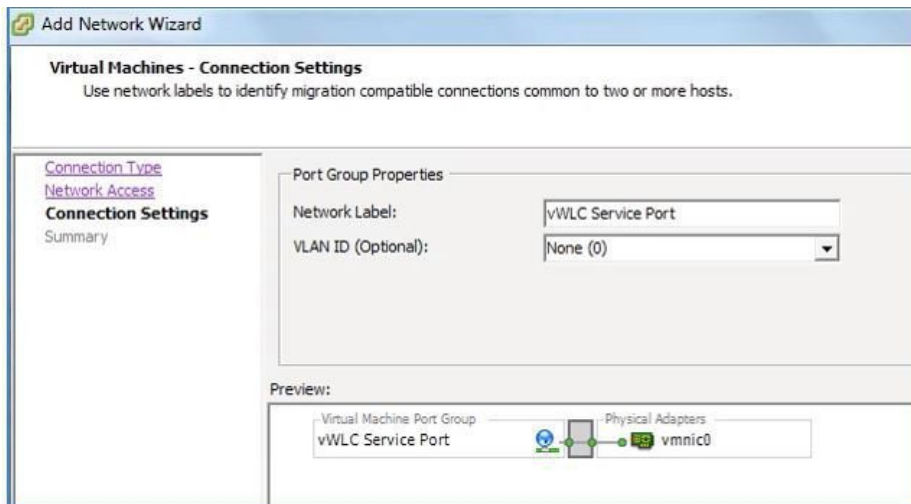 Add Network Wizard
Virtual Machines - Connection Settings
Use network labels to identify migration compatible connections common to two or more hosts.
Connection Type
Network Access
Connection Settings
Summary
Port Group Properties
Network Label:
vWLC Service Port
VLAN ID (Optional):
None (0)
Preview:
Virtual Machine Port Group
vWLC Service Port
Physical Adapters
vmnic0